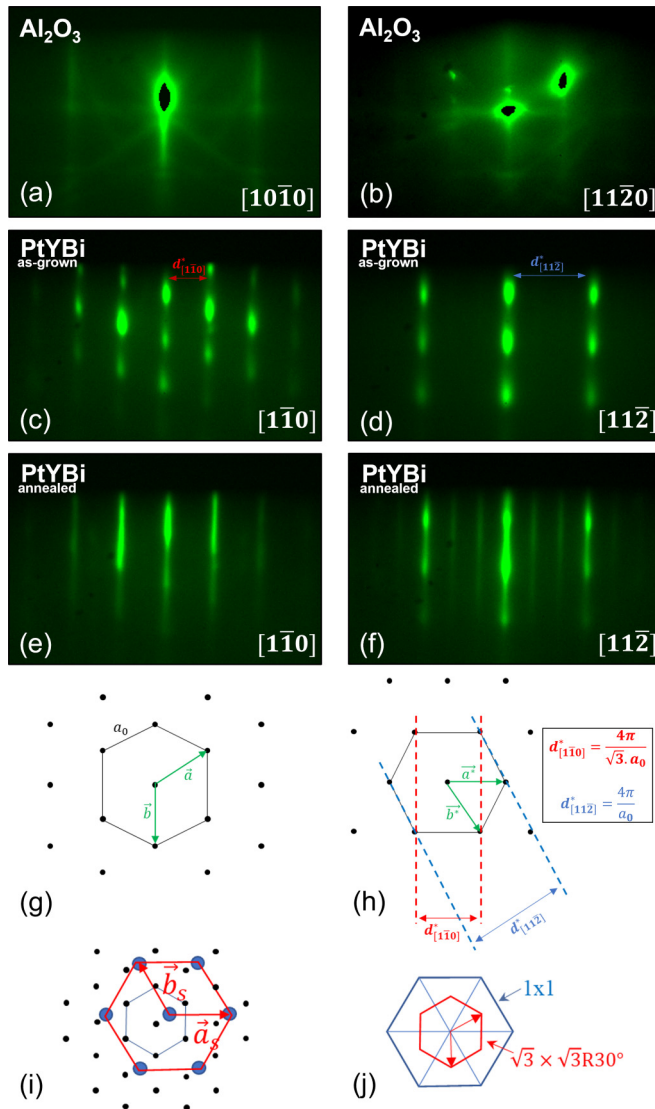 Al₂O₃
(a)
[101̅0]
Al₂O₃
(b)
[112̅0]
PtYBi
as-grown
d*[11̅0]
(c)
[11̅0]
PtYBi
as-grown
d*[112̅]
(d)
[112̅]
PtYBi
annealed
(e)
[11̅0]
PtYBi
annealed
(f)
[112̅]
a₀
a⃗
b⃗
(g)
a*⃗
b*⃗
d*[11̅0] = 4π / √3.a₀
d*[112̅] = 4π / a₀
d*[11̅0]
d*[112̅]
(h)
b⃗S
a⃗S
(i)
1x1
√3 × √3R30°
(j)